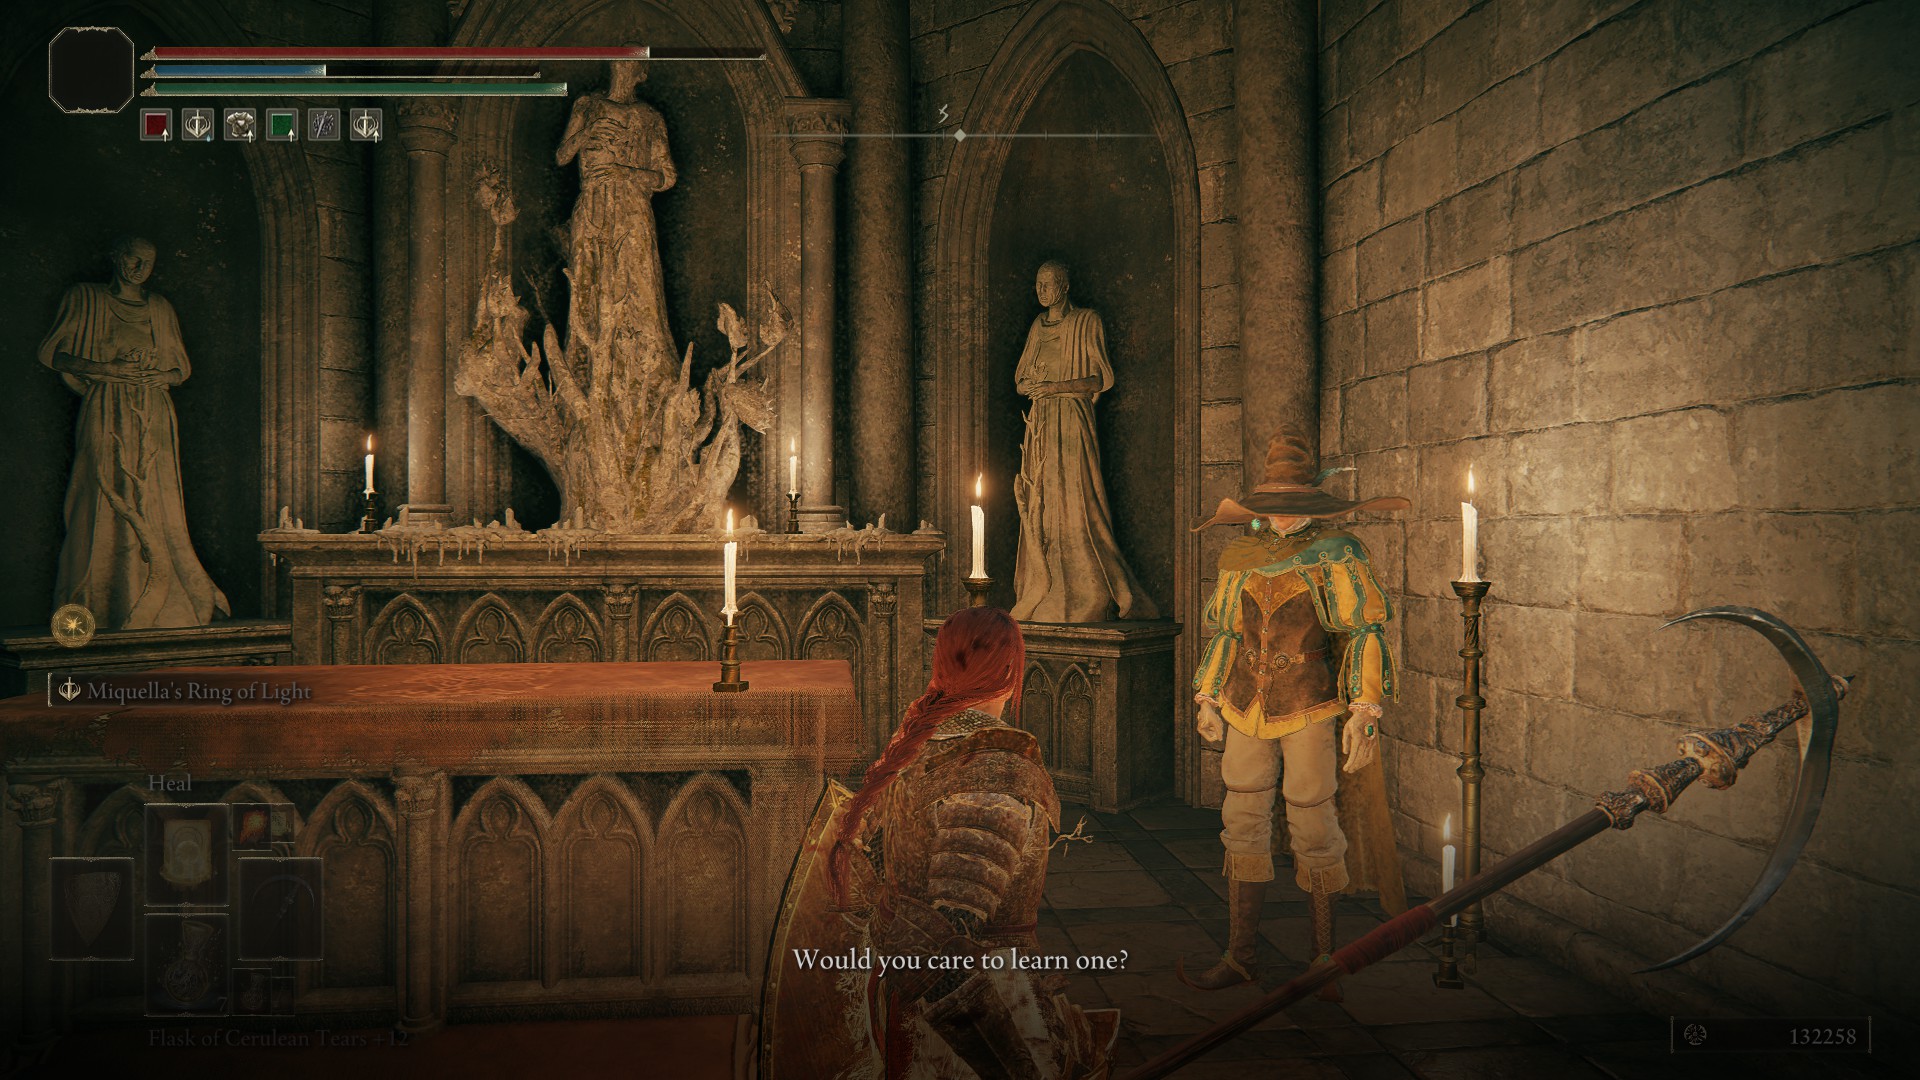 Miquella's Ring of Light
Heal
7
Flask of Cerulean Tears +12
Would you care to learn one?
132258